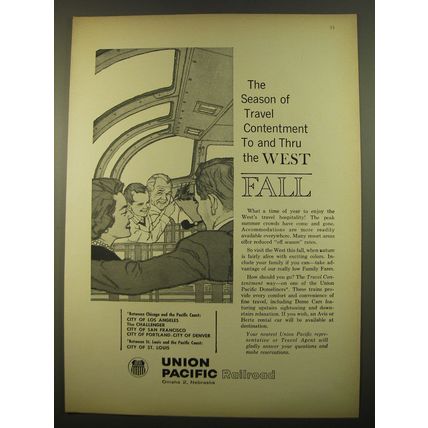 The
Season of
Travel
Contentment
To and Thru
the WEST
FALL
What a time of year to enjoy the
West's travel hospitality! The peak
summer crowds have come and gone.
Accommodations are more readily
available everywhere. Many resort areas
offer reduced "off season" rates.
So visit the West this fall, when nature
is fairly alive with exciting colors. In-
clude your family if you can—take ad-
vantage of our really low Family Fares.
How should you go? The Travel Con-
tentment way—on one of the Union
Pacific Domeliners*. These trains pro-
vide every comfort and convenience of
fine travel, including Dome Cars fea-
turing upstairs sightseeing and down-
stairs relaxation. If you wish, an Avis or
Hertz rental car will be available at
destination.
Your nearest Union Pacific repre-
sentative or Travel Agent will
gladly answer your questions and
make reservations.
*Between Chicago and the Pacific Coast:
CITY OF LOS ANGELES
The CHALLENGER
CITY OF SAN FRANCISCO
CITY OF PORTLAND-CITY OF DENVER
*Between St. Louis and the Pacific Coast:
CITY OF ST. LOUIS
UNION
PACIFIC Railroad
Omaha 2, Nebraska